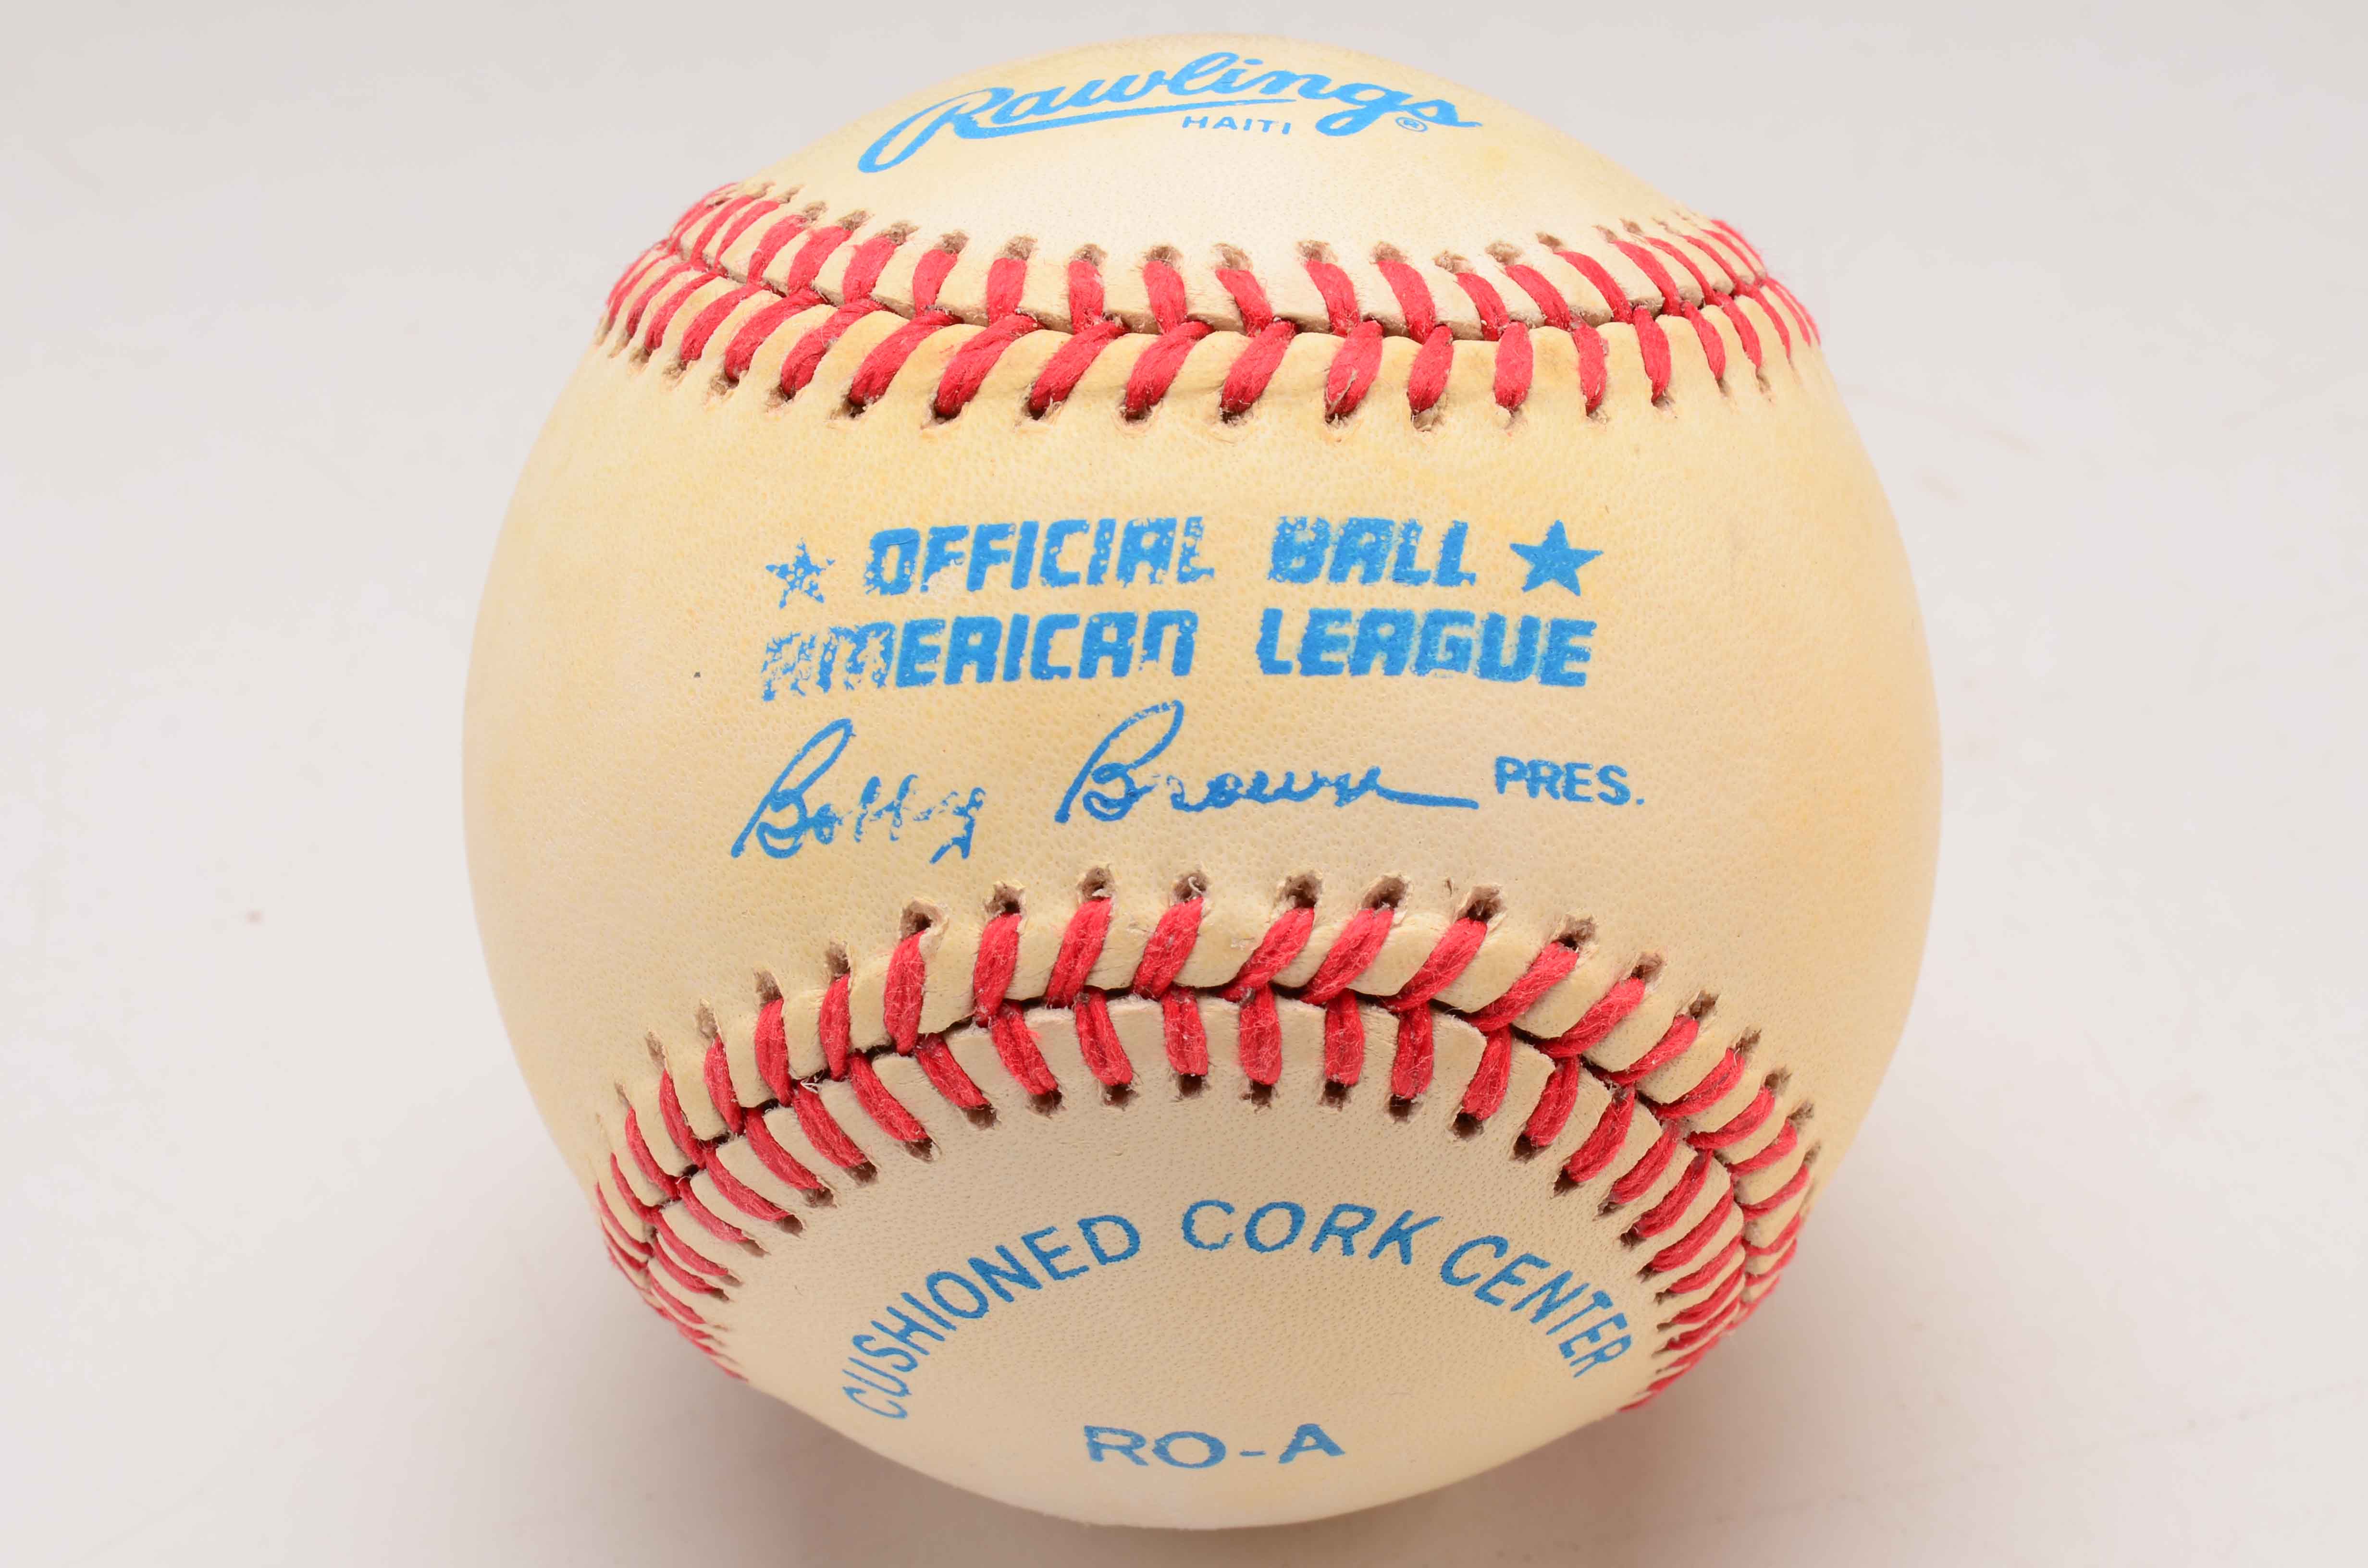 Rawlings®
HAITI
★ OFFICIAL BALL ★
AMERICAN LEAGUE
Bobby Brown PRES.
CUSHIONED CORK CENTER
RO-A